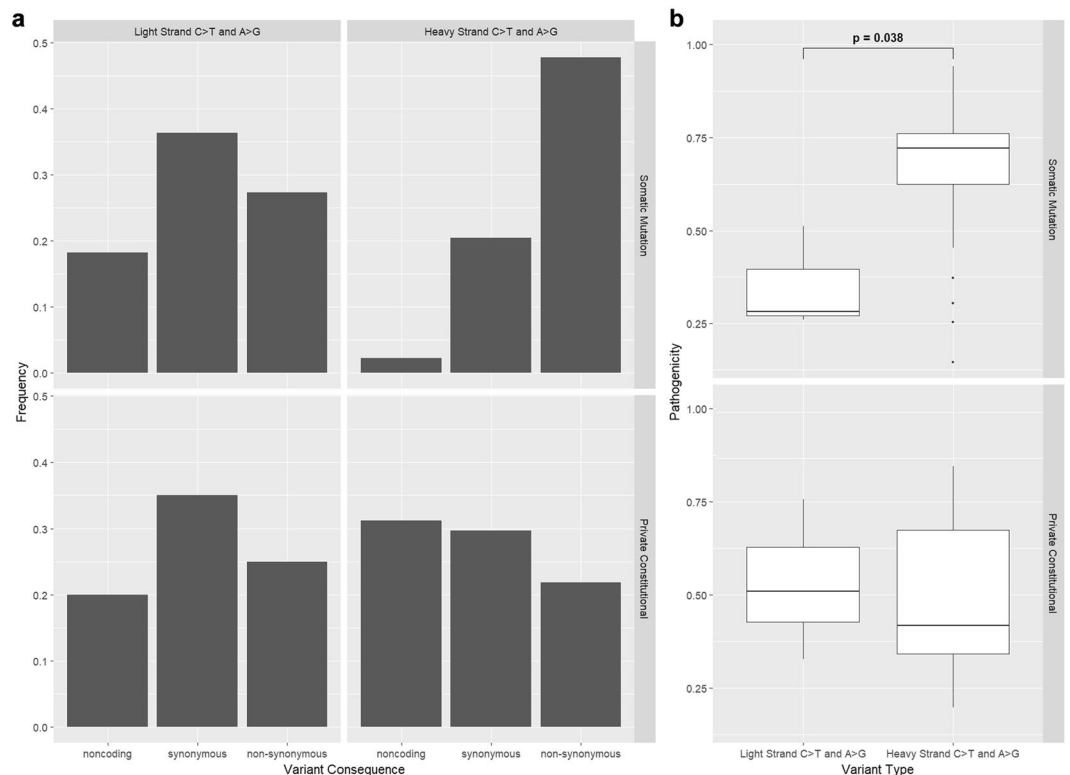 a
Light Strand C>T and A>G
Heavy Strand C>T and A>G
0.5
0.4
0.3
0.2
0.1
0.0
Somatic Mutation
0.5
0.4
0.3
0.2
0.1
0.0
Private Constitutional
Frequency
noncoding
synonymous
non-synonymous
noncoding
synonymous
non-synonymous
Variant Consequence
b
p = 0.038
1.00
0.75
0.50
0.25
Somatic Mutation
1.00
0.75
0.50
0.25
Private Constitutional
Pathogenicity
Light Strand C>T and A>G
Heavy Strand C>T and A>G
Variant Type